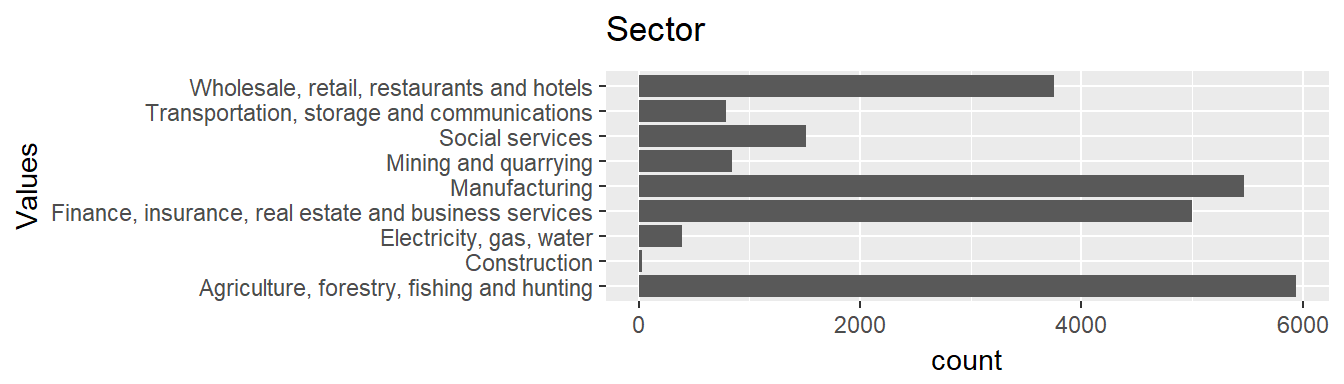 Sector
Values
Wholesale, retail, restaurants and hotels
Transportation, storage and communications
Social services
Mining and quarrying
Manufacturing
Finance, insurance, real estate and business services
Electricity, gas, water
Construction
Agriculture, forestry, fishing and hunting
0 2000 4000 6000
count